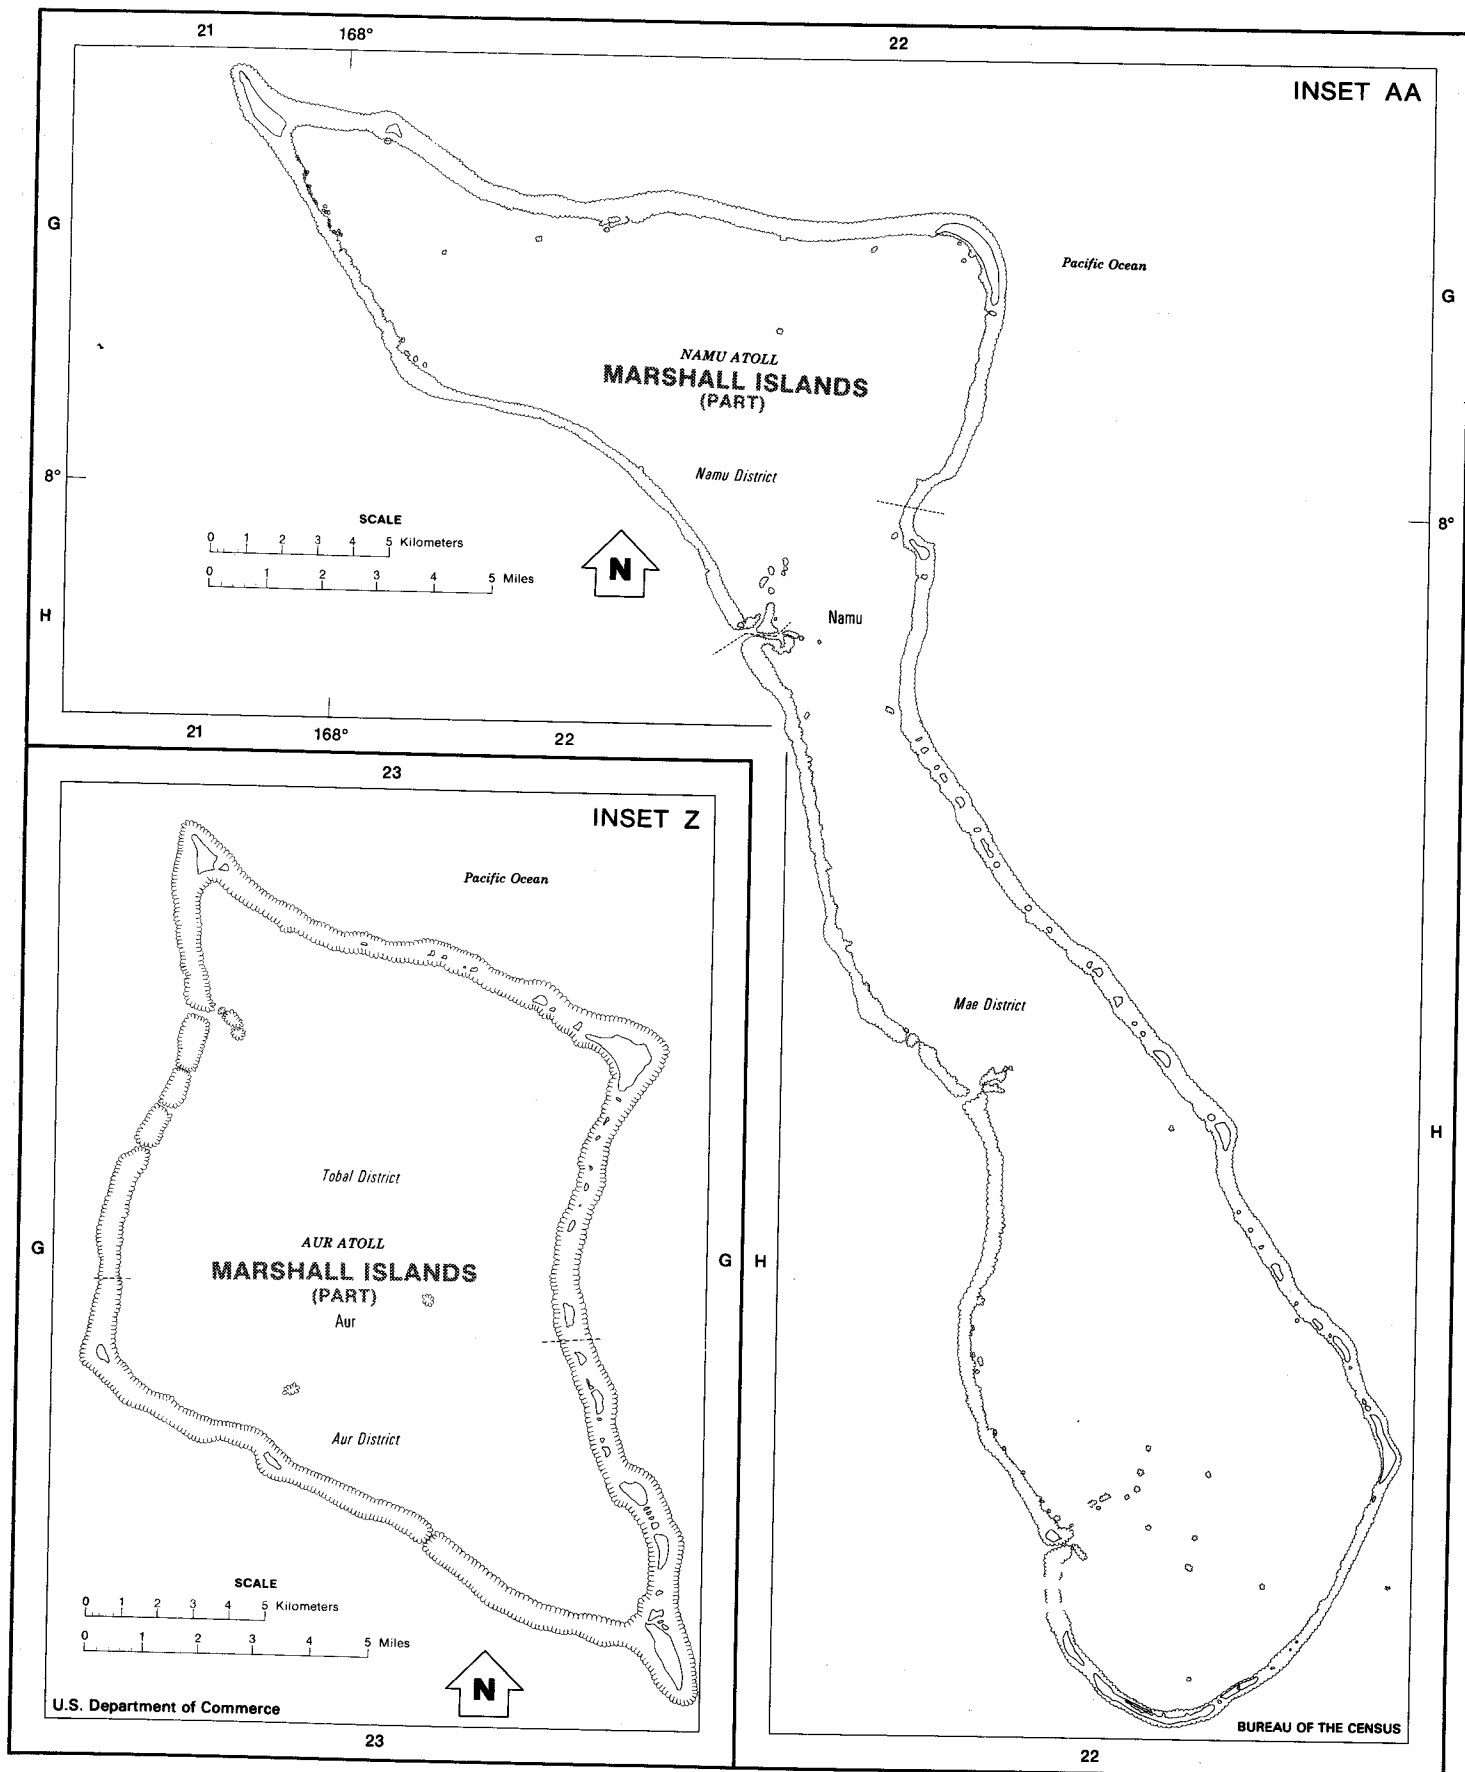 21 168° 22
INSET AA
G
Pacific Ocean
G
NAMU ATOLL
MARSHALL ISLANDS
(PART)
Namu District
8°
8°
SCALE
0 1 2 3 4 5 Kilometers
0 1 2 3 4 5 Miles
N
H
Namu
21 168° 22
23
INSET Z
Pacific Ocean
Mae District
H
Tobal District
G
AUR ATOLL
G H
MARSHALL ISLANDS
(PART)
Aur
Aur District
SCALE
0 1 2 3 4 5 Kilometers
0 1 2 3 4 5 Miles
N
U.S. Department of Commerce
BUREAU OF THE CENSUS
23
22